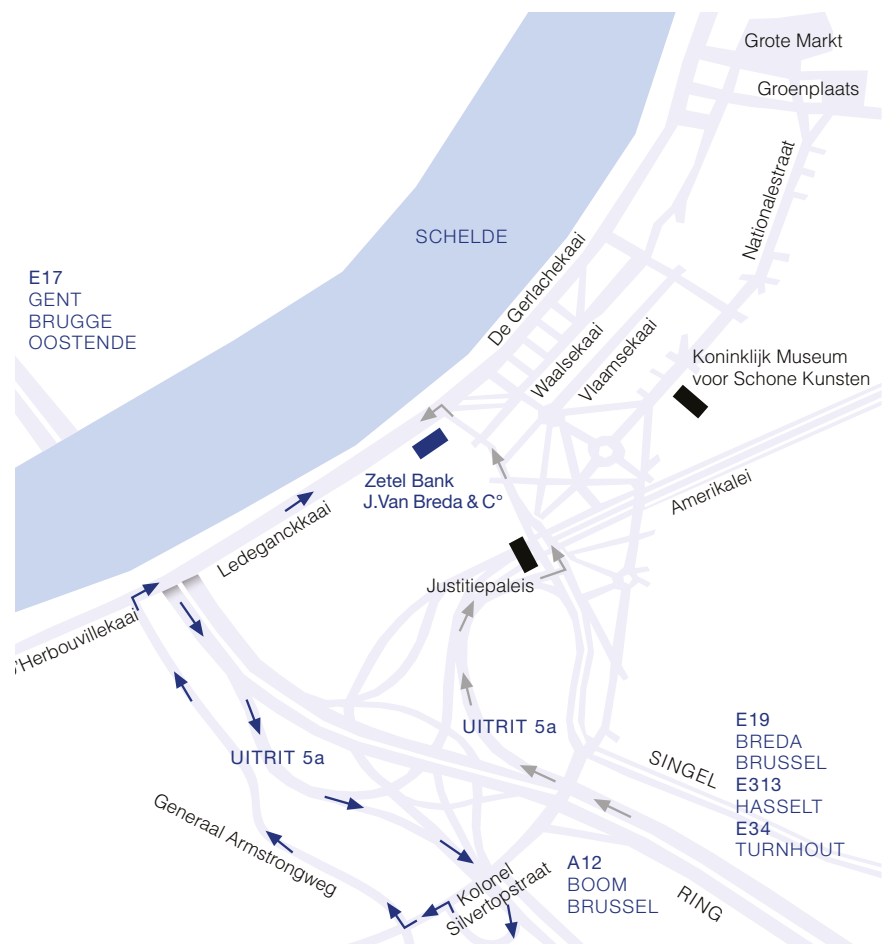 Grote Markt
Groenplaats
Nationalestraat
SCHELDE
De Gerlachekaai
E17
GENT
BRUGGE
OOSTENDE
Waalsekaai
Vlaamsekaai
Koninklijk Museum
voor Schone Kunsten
Zetel Bank
J.Van Breda & C°
Amerikalei
Ledeganckkaai
Justitiepaleis
'Herbouvillekaai
UITRIT 5a
UITRIT 5a
SINGEL
E19
BREDA
BRUSSEL
E313
HASSELT
E34
TURNHOUT
Generaal Armstrongweg
Kolonel
Silvertopstraat
A12
BOOM
BRUSSEL
RING